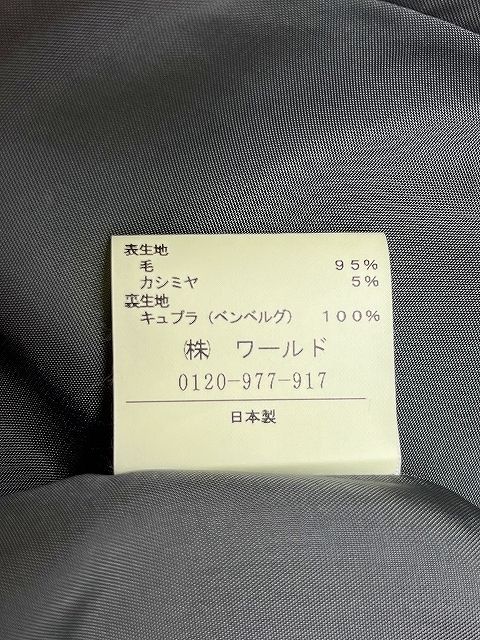 表生地
毛 95%
カシミヤ 5%
裏生地
キュプラ（ベンベルグ） 100%
㈱ ワールド
0120-977-917
日本製